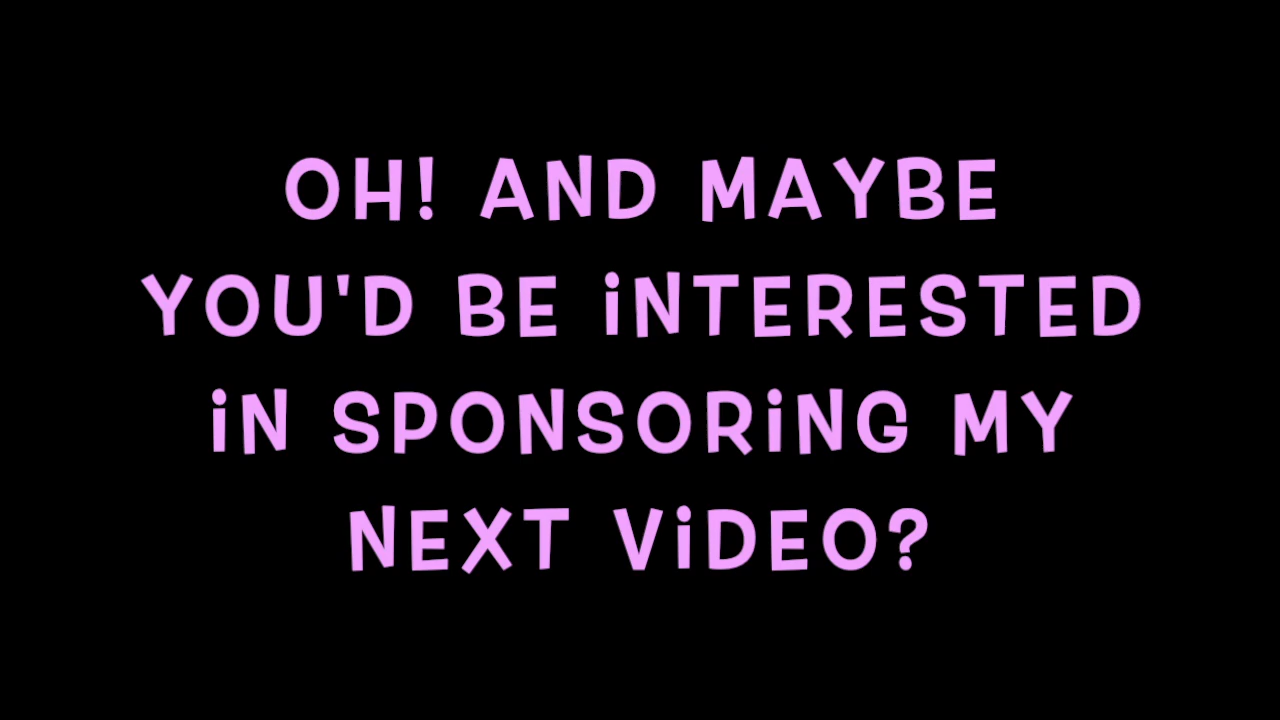 OH! AND MAYBE
YOU'D BE iNTERESTED
iN SPONSORiNG MY
NEXT ViDEO?